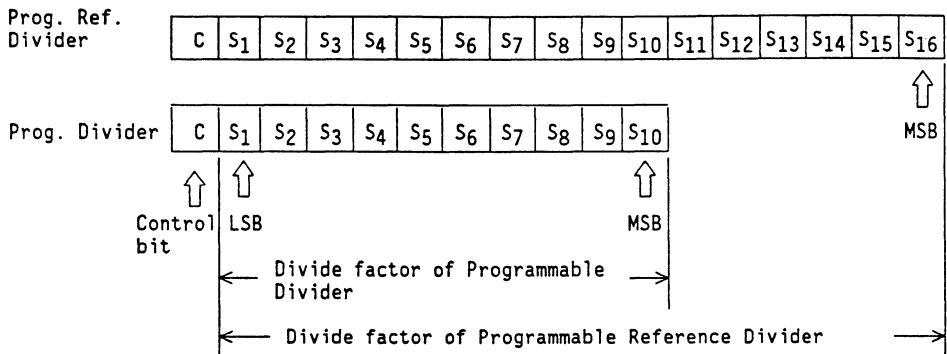 Prog. Ref.
Divider
C S1 S2 S3 S4 S5 S6 S7 S8 S9 S10 S11 S12 S13 S14 S15 S16
Prog. Divider
C S1 S2 S3 S4 S5 S6 S7 S8 S9 S10
MSB
Control
bit
LSB
MSB
Divide factor of Programmable
Divider
Divide factor of Programmable Reference Divider